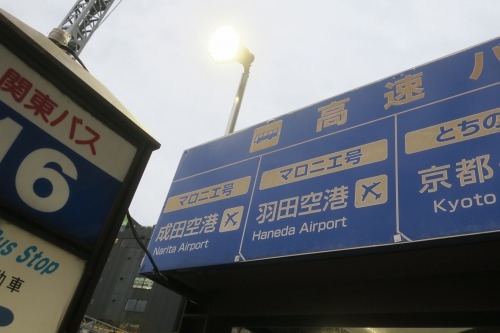 関東バス
16
Bus Stop
動車
高速バ
マロニエ号
成田空港
Narita Airport
マロニエ号
羽田空港
Haneda Airport
とちの
京都
Kyoto